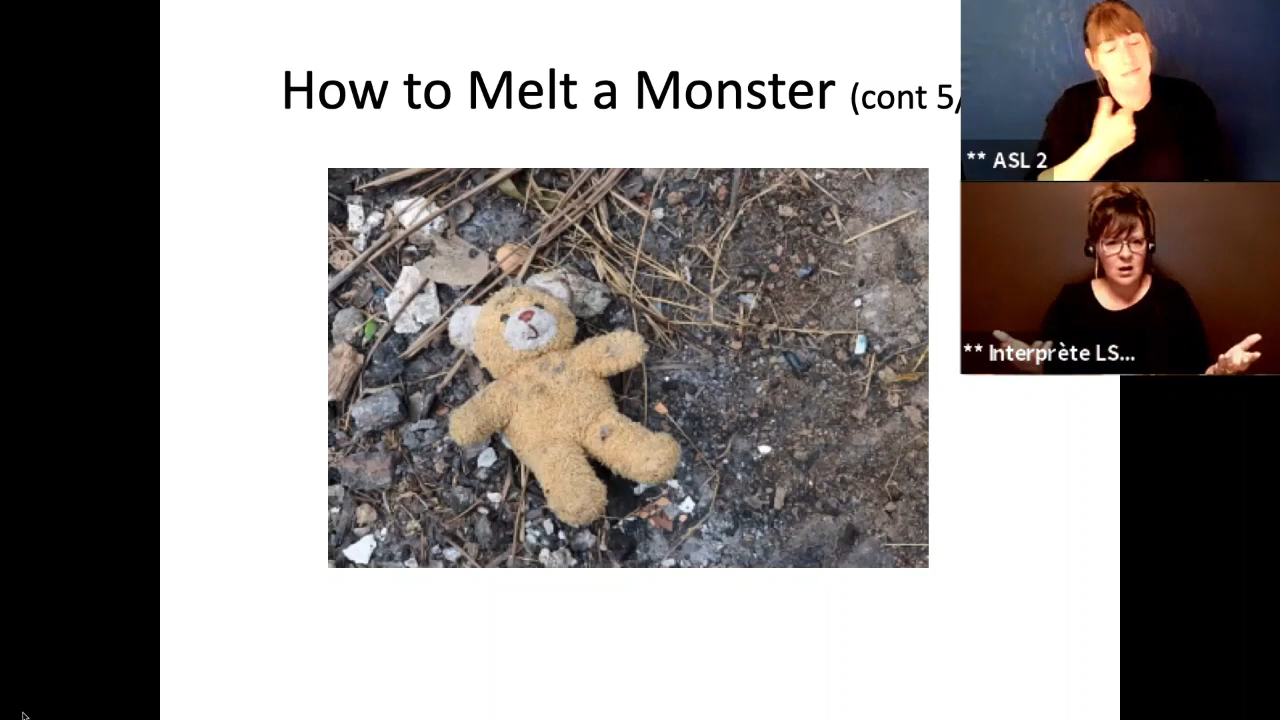 How to Melt a Monster (cont 5/
** ASL 2
** Interprète LS...